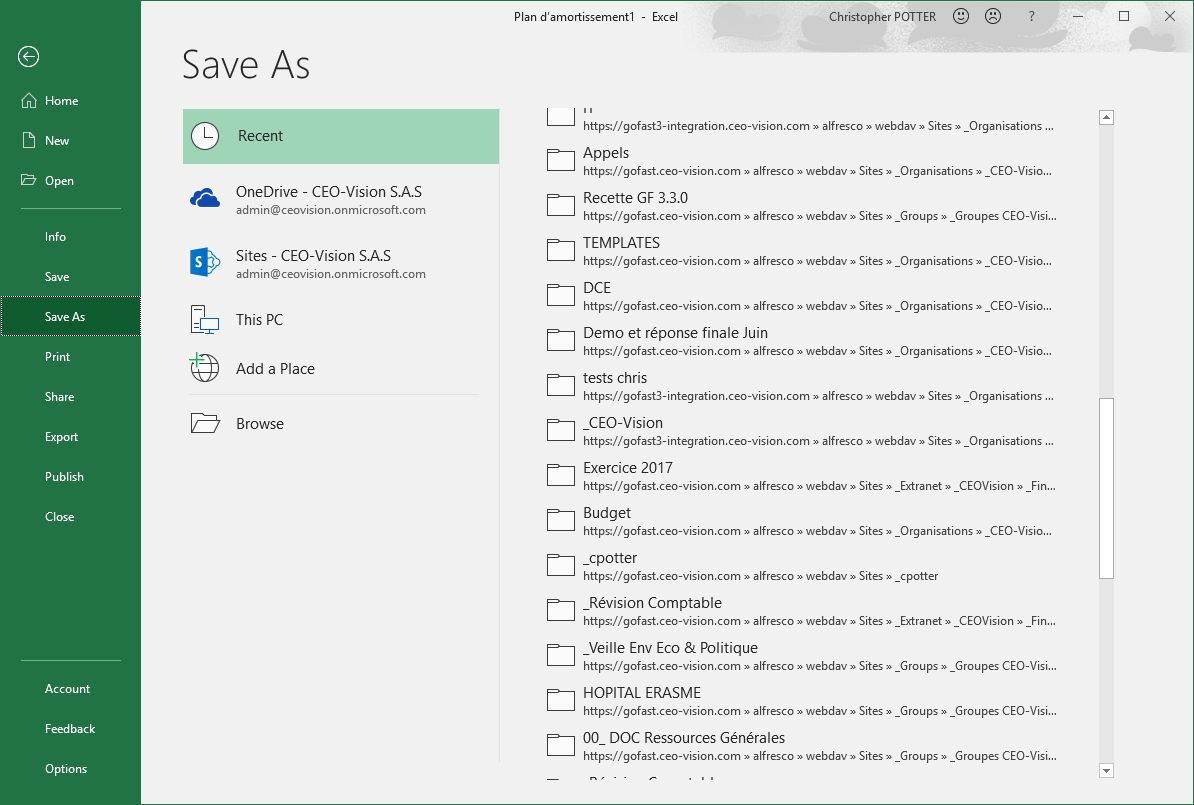 Plan d'amortissement1 - Excel
Christopher POTTER
?
Save As
Home
New
Open
Info
Save
Save As
Print
Share
Export
Publish
Close
Account
Feedback
Options
Recent
OneDrive - CEO-Vision S.A.S
admin@ceovision.onmicrosoft.com
Sites - CEO-Vision S.A.S
admin@ceovision.onmicrosoft.com
This PC
Add a Place
Browse
https://gofast3-integration.ceo-vision.com » alfresco » webdav » Sites » _Organisations ...
Appels
https://gofast.ceo-vision.com » alfresco » webdav » Sites » _Organisations » _CEO-Visio...
Recette GF 3.3.0
https://gofast.ceo-vision.com » alfresco » webdav » Sites » _Groups » _Groupes CEO-Visi...
TEMPLATES
https://gofast.ceo-vision.com » alfresco » webdav » Sites » _Organisations » _CEO-Visio...
DCE
https://gofast.ceo-vision.com » alfresco » webdav » Sites » _Organisations » _CEO-Visio...
Demo et réponse finale Juin
https://gofast.ceo-vision.com » alfresco » webdav » Sites » _Organisations » _CEO-Visio...
tests chris
https://gofast3-integration.ceo-vision.com » alfresco » webdav » Sites » _Organisations ...
_CEO-Vision
https://gofast3-integration.ceo-vision.com » alfresco » webdav » Sites » _Organisations ...
Exercice 2017
https://gofast.ceo-vision.com » alfresco » webdav » Sites » _Extranet » _CEOVision » _Fin...
Budget
https://gofast.ceo-vision.com » alfresco » webdav » Sites » _Organisations » _CEO-Visio...
_cpotter
https://gofast.ceo-vision.com » alfresco » webdav » Sites » _cpotter
_Révision Comptable
https://gofast.ceo-vision.com » alfresco » webdav » Sites » _Extranet » _CEOVision » _Fin...
_Veille Env Eco & Politique
https://gofast.ceo-vision.com » alfresco » webdav » Sites » _Groups » _Groupes CEO-Visi...
HOPITAL ERASME
https://gofast.ceo-vision.com » alfresco » webdav » Sites » _Groups » _Groupes CEO-Visi...
00_ DOC Ressources Générales
https://gofast.ceo-vision.com » alfresco » webdav » Sites » _Groups » _Groupes CEO-Visi...